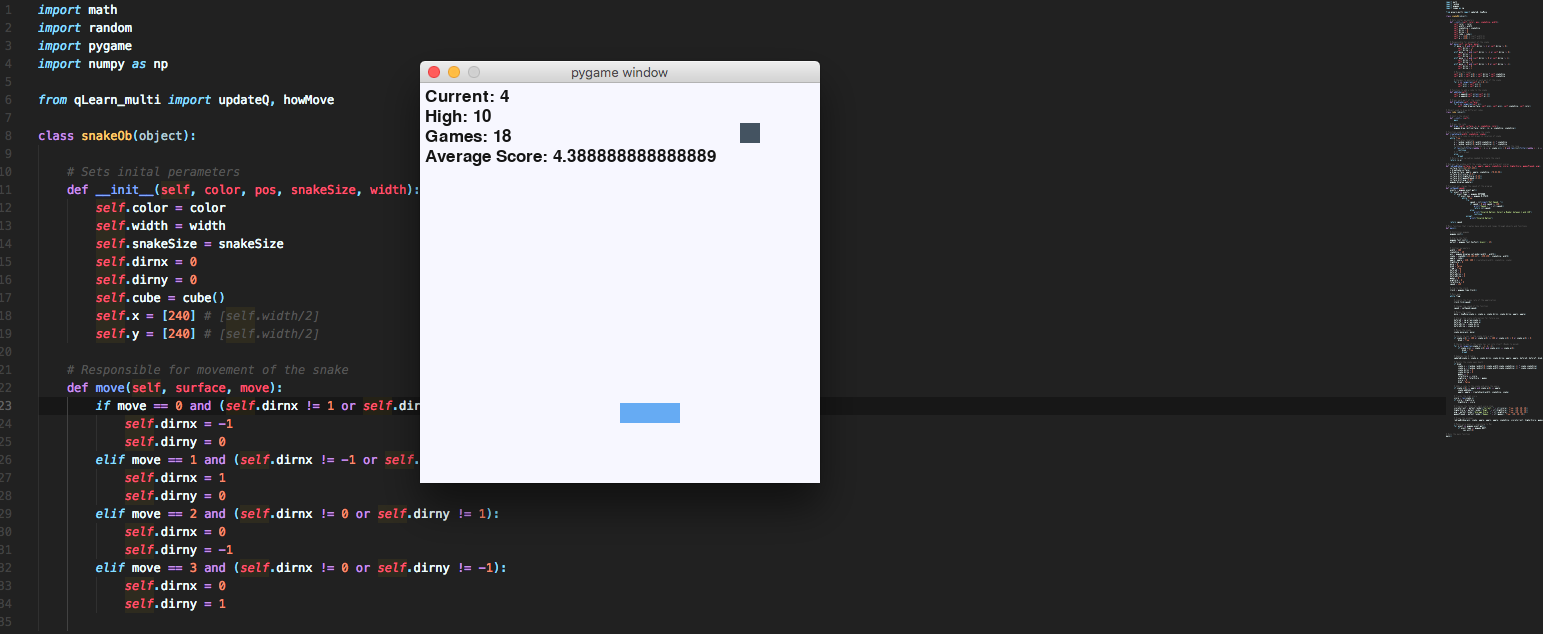 1 import math
2 import random
3 import pygame
4 import numpy as np
5
6 from qLearn_multi import updateQ, howMove
7
8 class snakeOb(object):
9
10 # Sets inital perameters
11 def __init__(self, color, pos, snakeSize, width):
12 self.color = color
13 self.width = width
14 self.snakeSize = snakeSize
15 self.dirnx = 0
16 self.dirny = 0
17 self.cube = cube()
18 self.x = [240] # [self.width/2]
19 self.y = [240] # [self.width/2]
20
21 # Responsible for movement of the snake
22 def move(self, surface, move):
23 if move == 0 and (self.dirnx != 1 or self.dir
24 self.dirnx = -1
25 self.dirny = 0
26 elif move == 1 and (self.dirnx != -1 or self.
27 self.dirnx = 1
28 self.dirny = 0
29 elif move == 2 and (self.dirnx != 0 or self.dirny != 1):
30 self.dirnx = 0
31 self.dirny = -1
32 elif move == 3 and (self.dirnx != 0 or self.dirny != -1):
33 self.dirnx = 0
34 self.dirny = 1
35
pygame window
Current: 4
High: 10
Games: 18
Average Score: 4.388888888888889